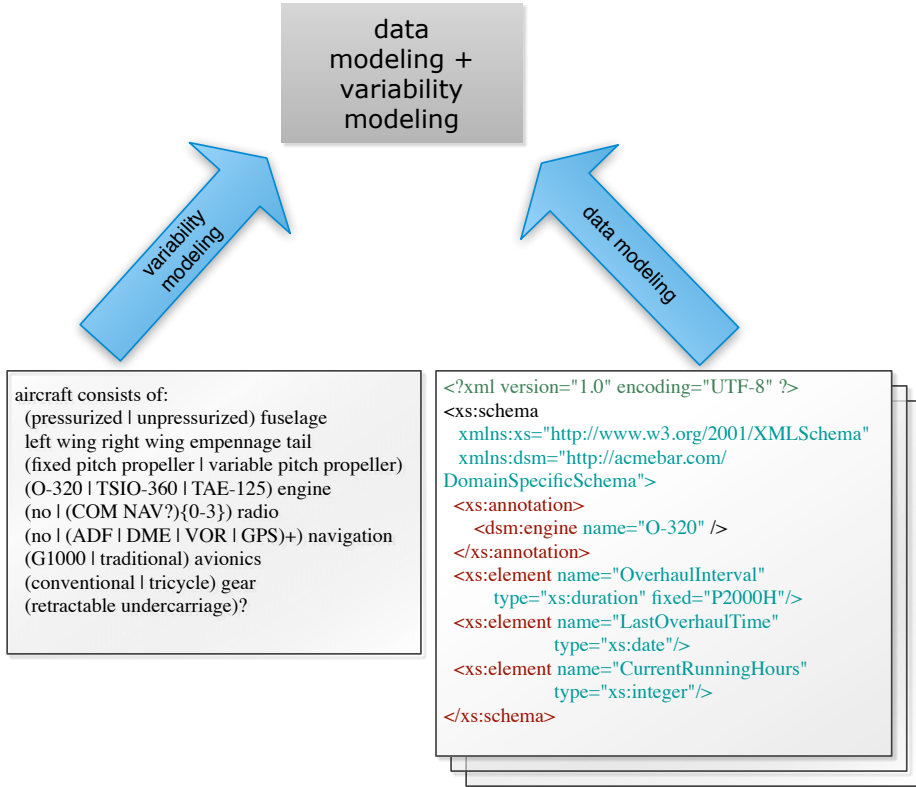 data
modeling +
variability
modeling
variability
modeling
data modeling
aircraft consists of:
(pressurized | unpressurized) fuselage
left wing right wing empennage tail
(fixed pitch propeller | variable pitch propeller)
(O-320 | TSIO-360 | TAE-125) engine
(no | (COM NAV?){0-3}) radio
(no | (ADF | DME | VOR | GPS)+) navigation
(G1000 | traditional) avionics
(conventional | tricycle) gear
(retractable undercarriage)?
<?xml version="1.0" encoding="UTF-8" ?>
<xs:schema
xmlns:xs="http://www.w3.org/2001/XMLSchema"
xmlns:dsm="http://acmebar.com/
DomainSpecificSchema">
<xs:annotation>
<dsm:engine name="O-320" />
</xs:annotation>
<xs:element name="OverhaulInterval"
type="xs:duration" fixed="P2000H"/>
<xs:element name="LastOverhaulTime"
type="xs:date"/>
<xs:element name="CurrentRunningHours"
type="xs:integer"/>
</xs:schema>